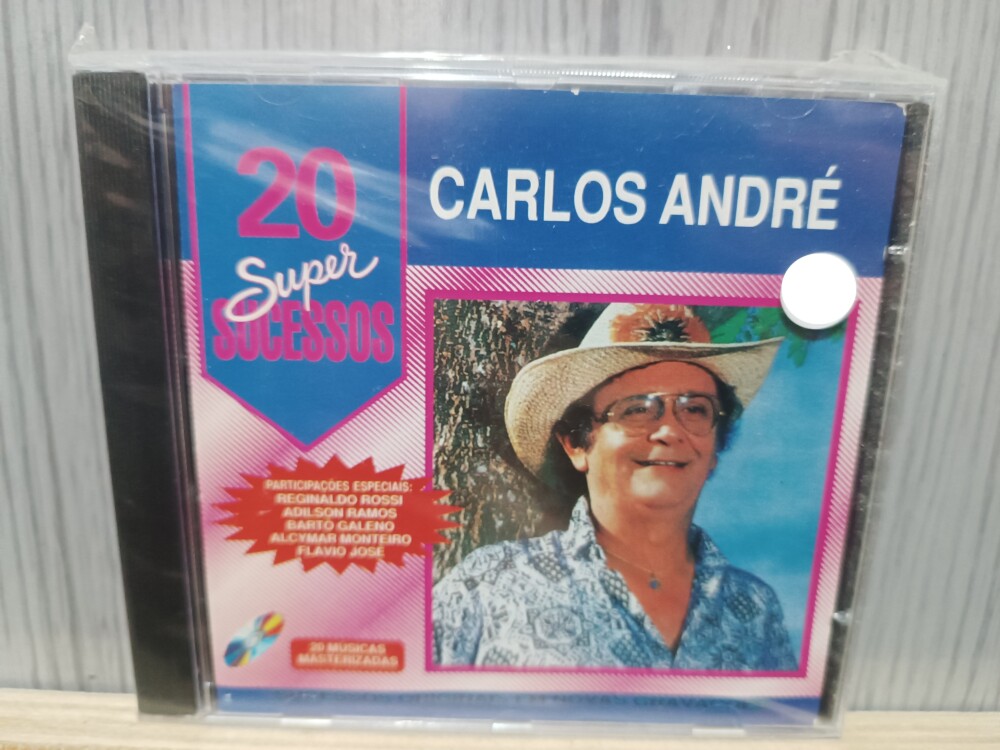 20
Super
SUCESSOS
CARLOS ANDRÉ
PARTICIPAÇÕES ESPECIAIS:
REGINALDO ROSSI
ADILSON RAMOS
BARTÔ GALENO
ALCYMAR MONTEIRO
FLAVIO JOSÉ
20 MÚSICAS
MASTERIZADAS